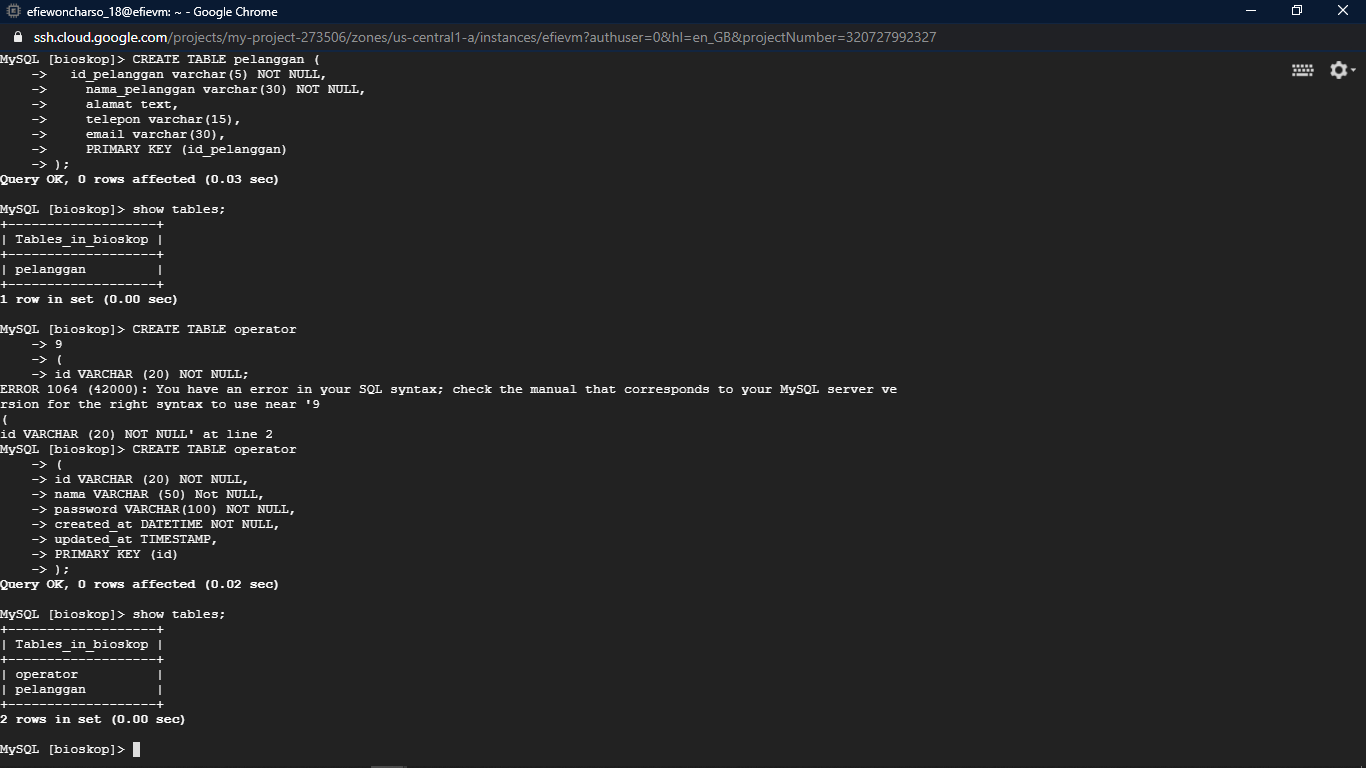 efiewoncharso_18@efievm: ~ - Google Chrome
ssh.cloud.google.com/projects/my-project-273506/zones/us-central1-a/instances/efievm?authuser=0&hl=en_GB&projectNumber=320727992327
MySQL [bioskop]> CREATE TABLE pelanggan (
    ->   id_pelanggan varchar(5) NOT NULL,
    ->     nama_pelanggan varchar(30) NOT NULL,
    ->     alamat text,
    ->     telepon varchar(15),
    ->     email varchar(30),
    ->     PRIMARY KEY (id_pelanggan)
    -> );
Query OK, 0 rows affected (0.03 sec)
MySQL [bioskop]> show tables;
+-------------------+
| Tables_in_bioskop |
+-------------------+
| pelanggan         |
+-------------------+
1 row in set (0.00 sec)
MySQL [bioskop]> CREATE TABLE operator
    -> 9
    -> (
    -> id VARCHAR (20) NOT NULL;
ERROR 1064 (42000): You have an error in your SQL syntax; check the manual that corresponds to your MySQL server ve
rsion for the right syntax to use near '9
(
id VARCHAR (20) NOT NULL' at line 2
MySQL [bioskop]> CREATE TABLE operator
    -> (
    -> id VARCHAR (20) NOT NULL,
    -> nama VARCHAR (50) Not NULL,
    -> password VARCHAR(100) NOT NULL,
    -> created_at DATETIME NOT NULL,
    -> updated_at TIMESTAMP,
    -> PRIMARY KEY (id)
    -> );
Query OK, 0 rows affected (0.02 sec)
MySQL [bioskop]> show tables;
+-------------------+
| Tables_in_bioskop |
+-------------------+
| operator          |
| pelanggan         |
+-------------------+
2 rows in set (0.00 sec)
MySQL [bioskop]>